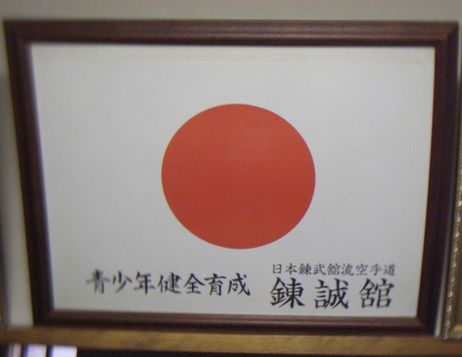 青少年健全育成
日本錬武舘流空手道
錬誠舘